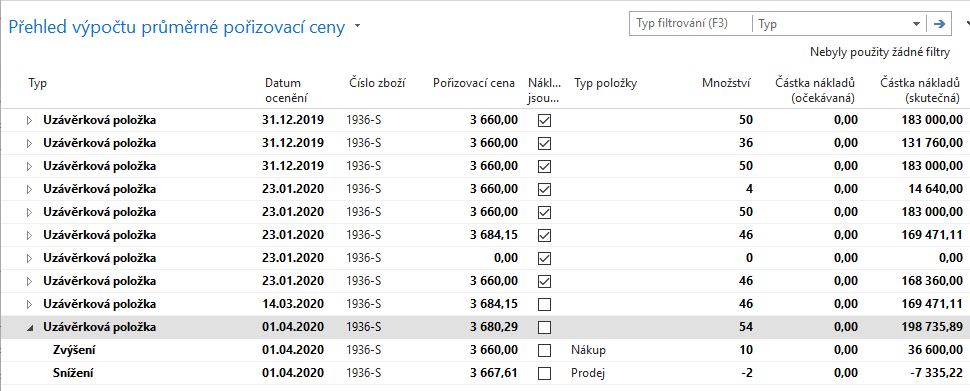 Přehled výpočtu průměrné pořizovací ceny
Typ filtrování (F3) Typ
Nebyly použity žádné filtry
Typ Datum ocenění Číslo zboží Pořizovací cena Nákl... jsou... Typ položky Množství Částka nákladů (očekávaná) Částka nákladů (skutečná)
Uzávěrková položka 31.12.2019 1936-S 3 660,00 50 0,00 183 000,00
Uzávěrková položka 31.12.2019 1936-S 3 660,00 36 0,00 131 760,00
Uzávěrková položka 31.12.2019 1936-S 3 660,00 50 0,00 183 000,00
Uzávěrková položka 23.01.2020 1936-S 3 660,00 4 0,00 14 640,00
Uzávěrková položka 23.01.2020 1936-S 3 660,00 50 0,00 183 000,00
Uzávěrková položka 23.01.2020 1936-S 3 684,15 46 0,00 169 471,11
Uzávěrková položka 23.01.2020 1936-S 0,00 0 0,00 0,00
Uzávěrková položka 23.01.2020 1936-S 3 660,00 46 0,00 168 360,00
Uzávěrková položka 14.03.2020 1936-S 3 684,15 46 0,00 169 471,11
Uzávěrková položka 01.04.2020 1936-S 3 680,29 54 0,00 198 735,89
Zvýšení 01.04.2020 1936-S 3 660,00 Nákup 10 0,00 36 600,00
Snížení 01.04.2020 1936-S 3 667,61 Prodej -2 0,00 -7 335,22